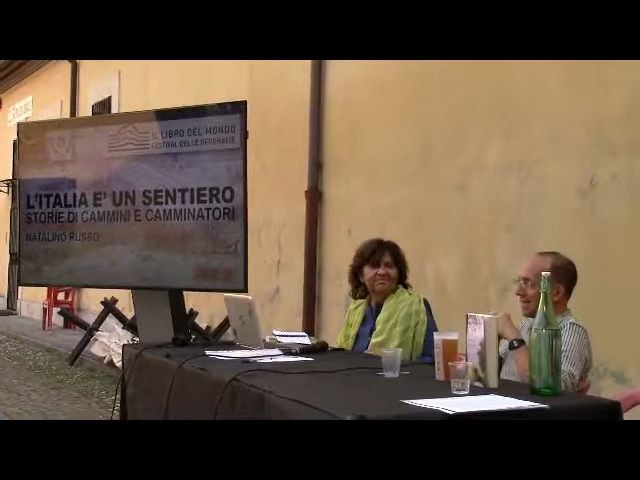 IL LIBRO DEL MONDO
FESTIVAL DELLE GEOGRAFIE
L'ITALIA E' UN SENTIERO
STORIE DI CAMMINI E CAMMINATORI
NATALINO RUSSO